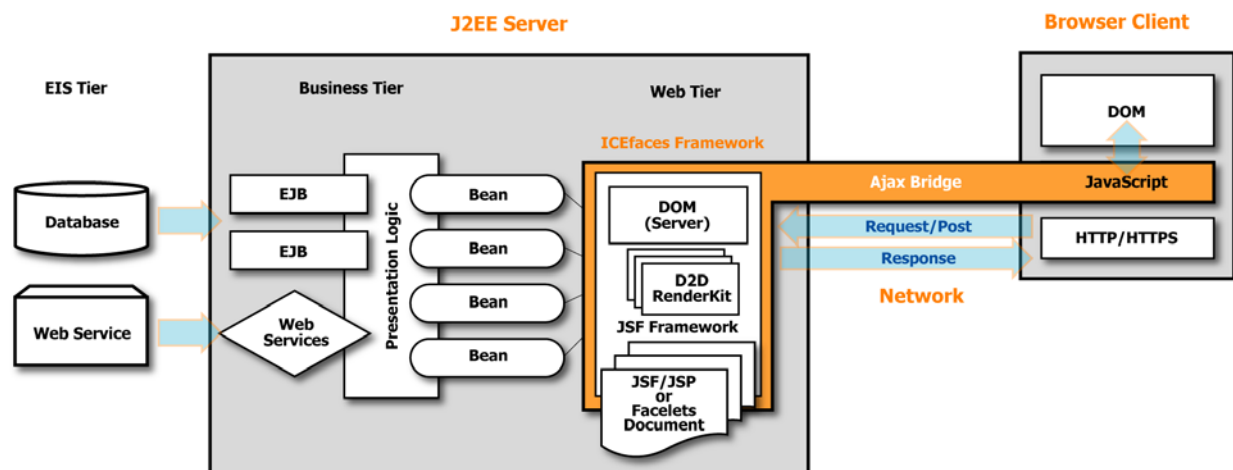 J2EE Server
Browser Client
EIS Tier
Business Tier
Web Tier
ICEfaces Framework
Database
Web Service
EJB
EJB
Web
Services
Presentation Logic
Bean
Bean
Bean
Bean
DOM
(Server)
D2D
RenderKit
JSF Framework
JSF/JSP
or
Facelets
Document
Ajax Bridge
Request/Post
Response
Network
DOM
JavaScript
HTTP/HTTPS